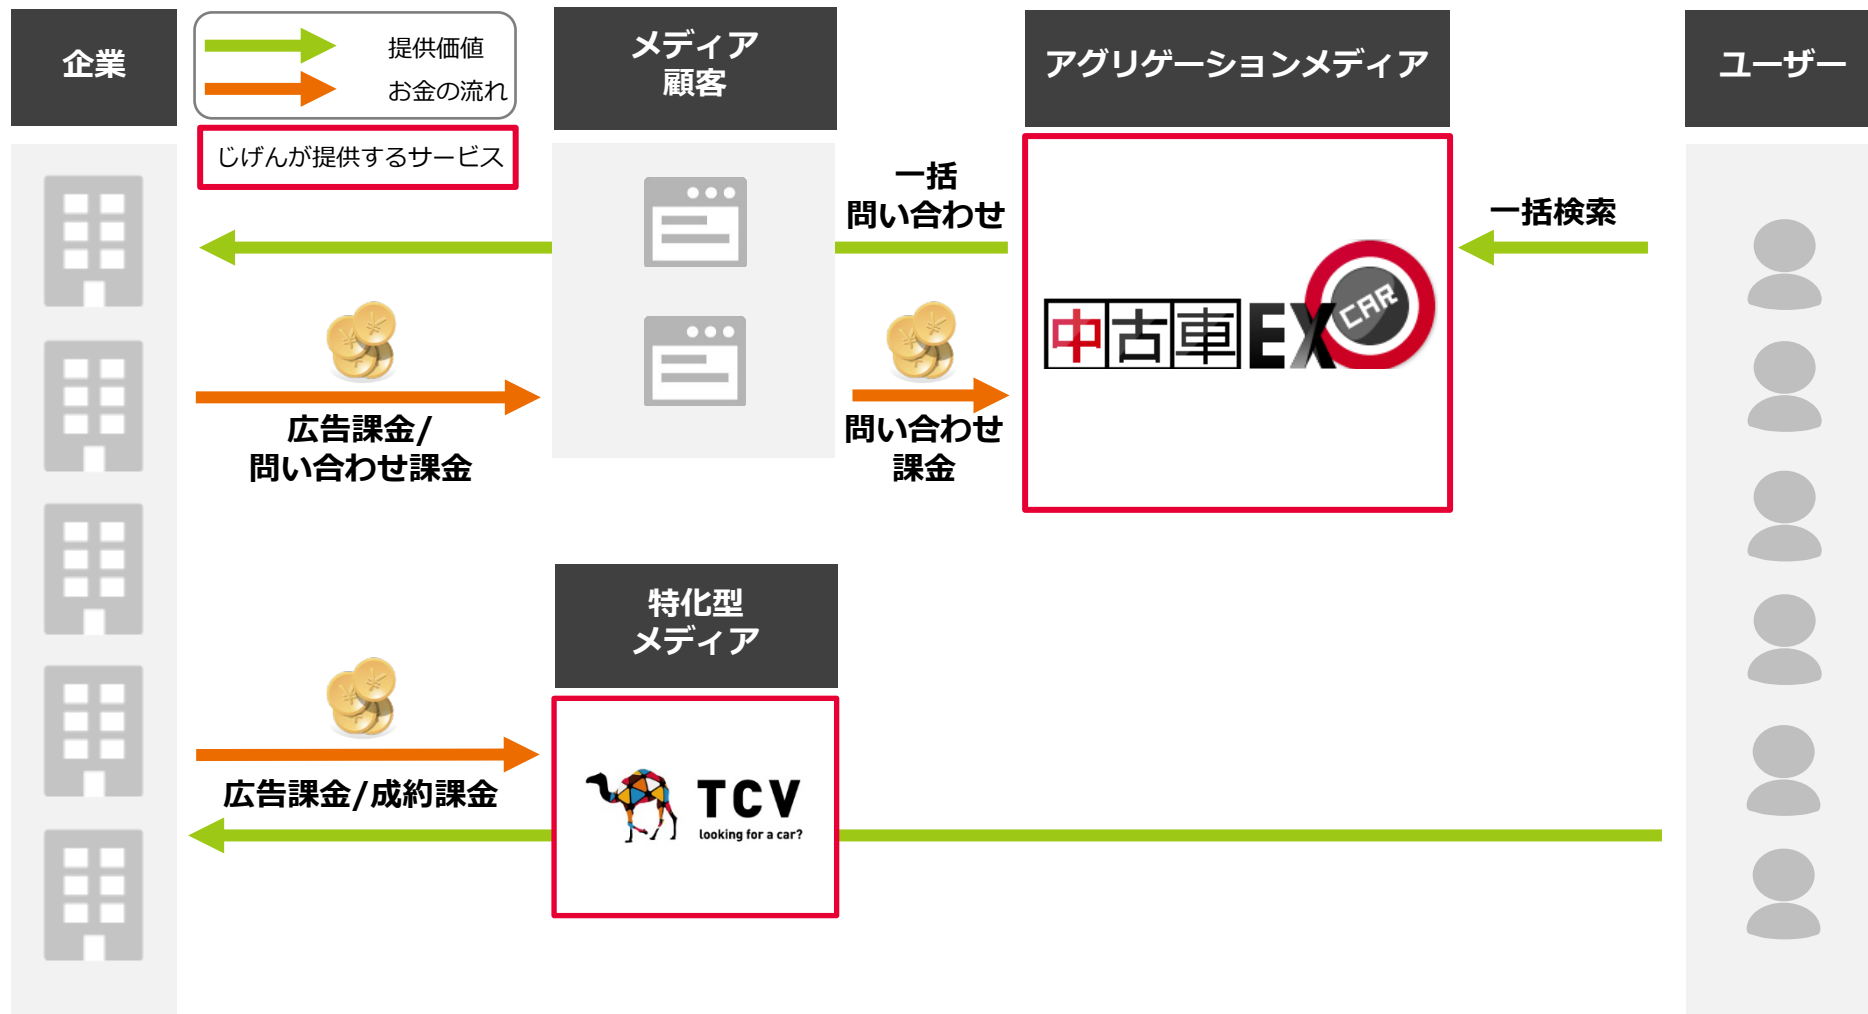 企業
提供価値
お金の流れ
じげんが提供するサービス
メディア
顧客
アグリゲーションメディア
ユーザー
一括
問い合わせ
一括検索
中古車EX
CAR
広告課金/
問い合わせ課金
問い合わせ
課金
特化型
メディア
広告課金/成約課金
TCV
looking for a car?